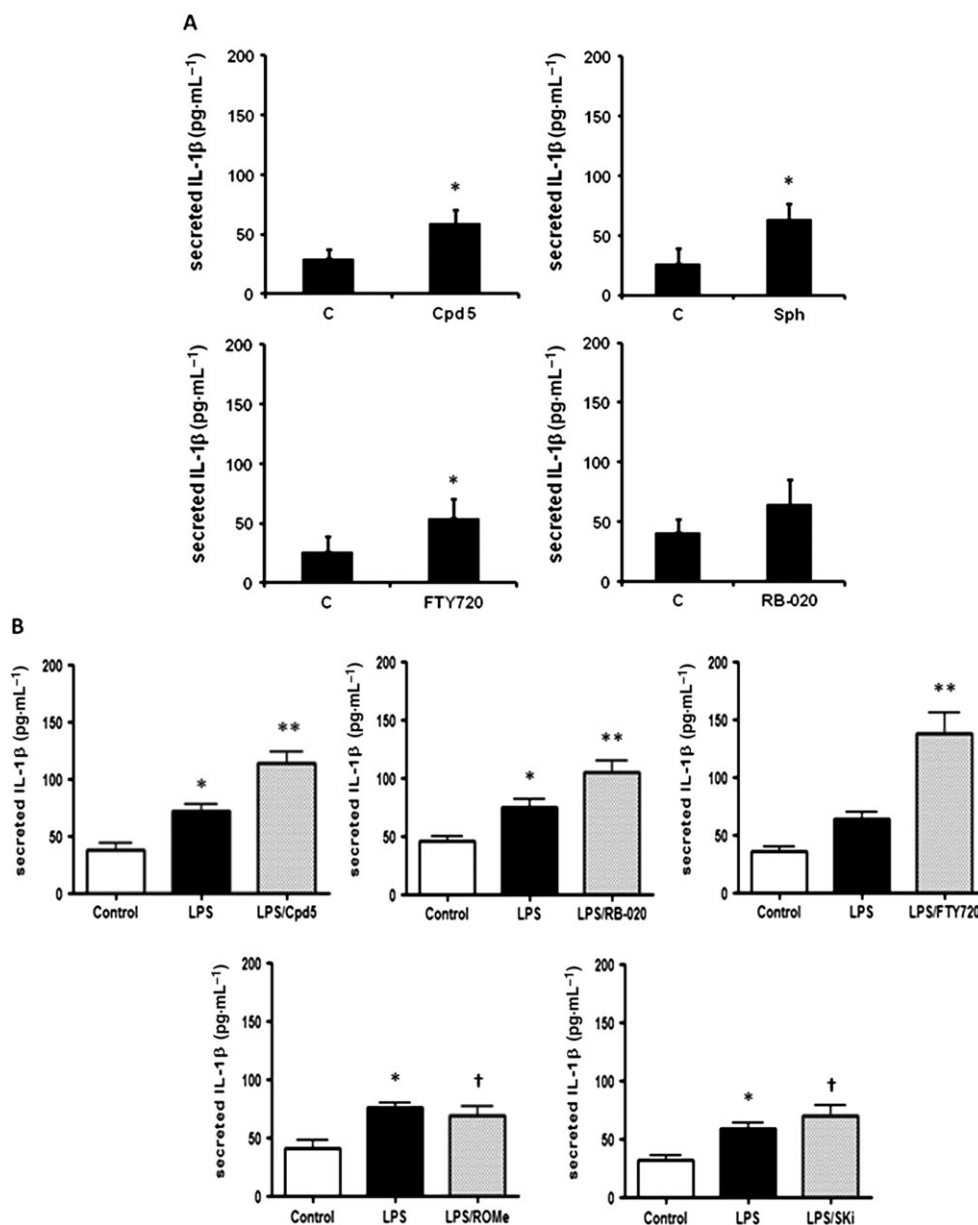 A
secreted IL-1β (pg·mL⁻¹)
200
150
100
50
0
*
C
Cpd 5
secreted IL-1β (pg·mL⁻¹)
200
150
100
50
0
*
C
Sph
secreted IL-1β (pg·mL⁻¹)
200
150
100
50
0
*
C
FTY720
secreted IL-1β (pg·mL⁻¹)
200
150
100
50
0
C
RB-020
B
secreted IL-1β (pg·mL⁻¹)
200
150
100
50
0
*
**
Control
LPS
LPS/Cpd5
secreted IL-1β (pg·mL⁻¹)
200
150
100
50
0
*
**
Control
LPS
LPS/RB-020
secreted IL-1β (pg·mL⁻¹)
200
150
100
50
0
**
Control
LPS
LPS/FTY720
secreted IL-1β (pg·mL⁻¹)
200
150
100
50
0
*
†
Control
LPS
LPS/ROMe
secreted IL-1β (pg·mL⁻¹)
200
150
100
50
0
*
†
Control
LPS
LPS/SKi